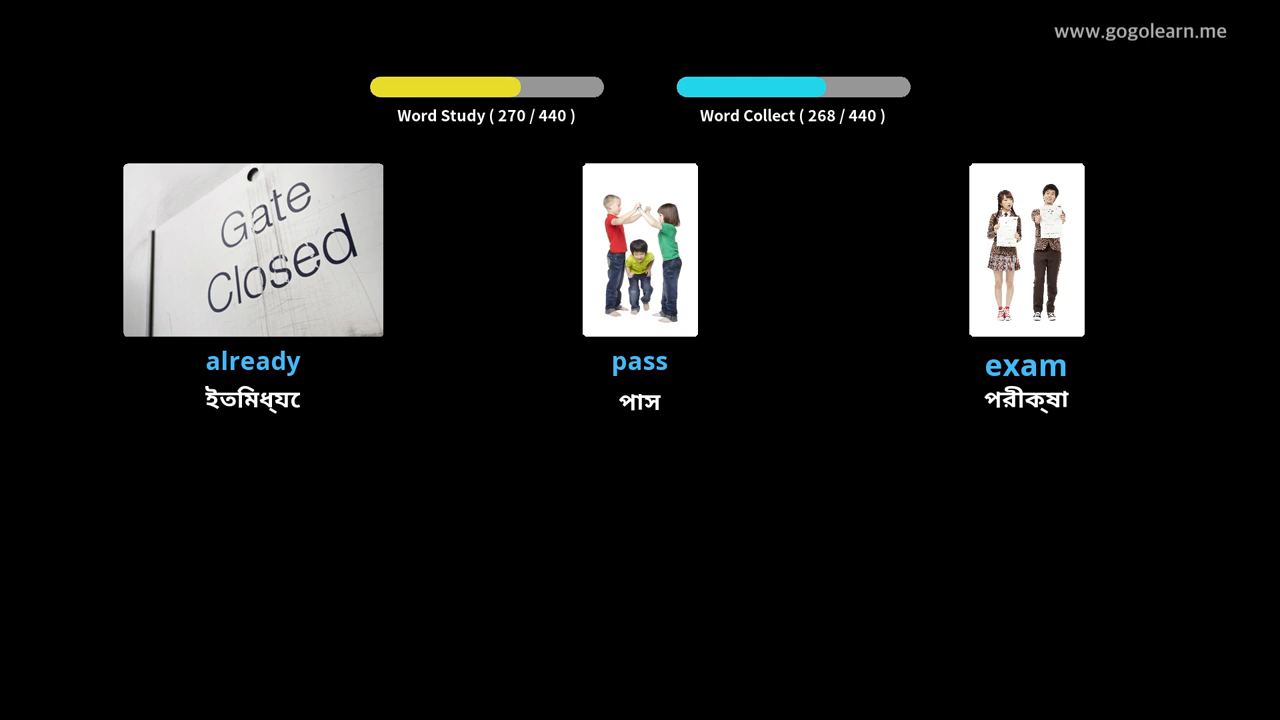 www.gogolearn.me
Word Study ( 270 / 440 )
Word Collect ( 268 / 440 )
Gate
Closed
already
pass
exam
ইতমিধ্যে
পাস
পরীক্ষা